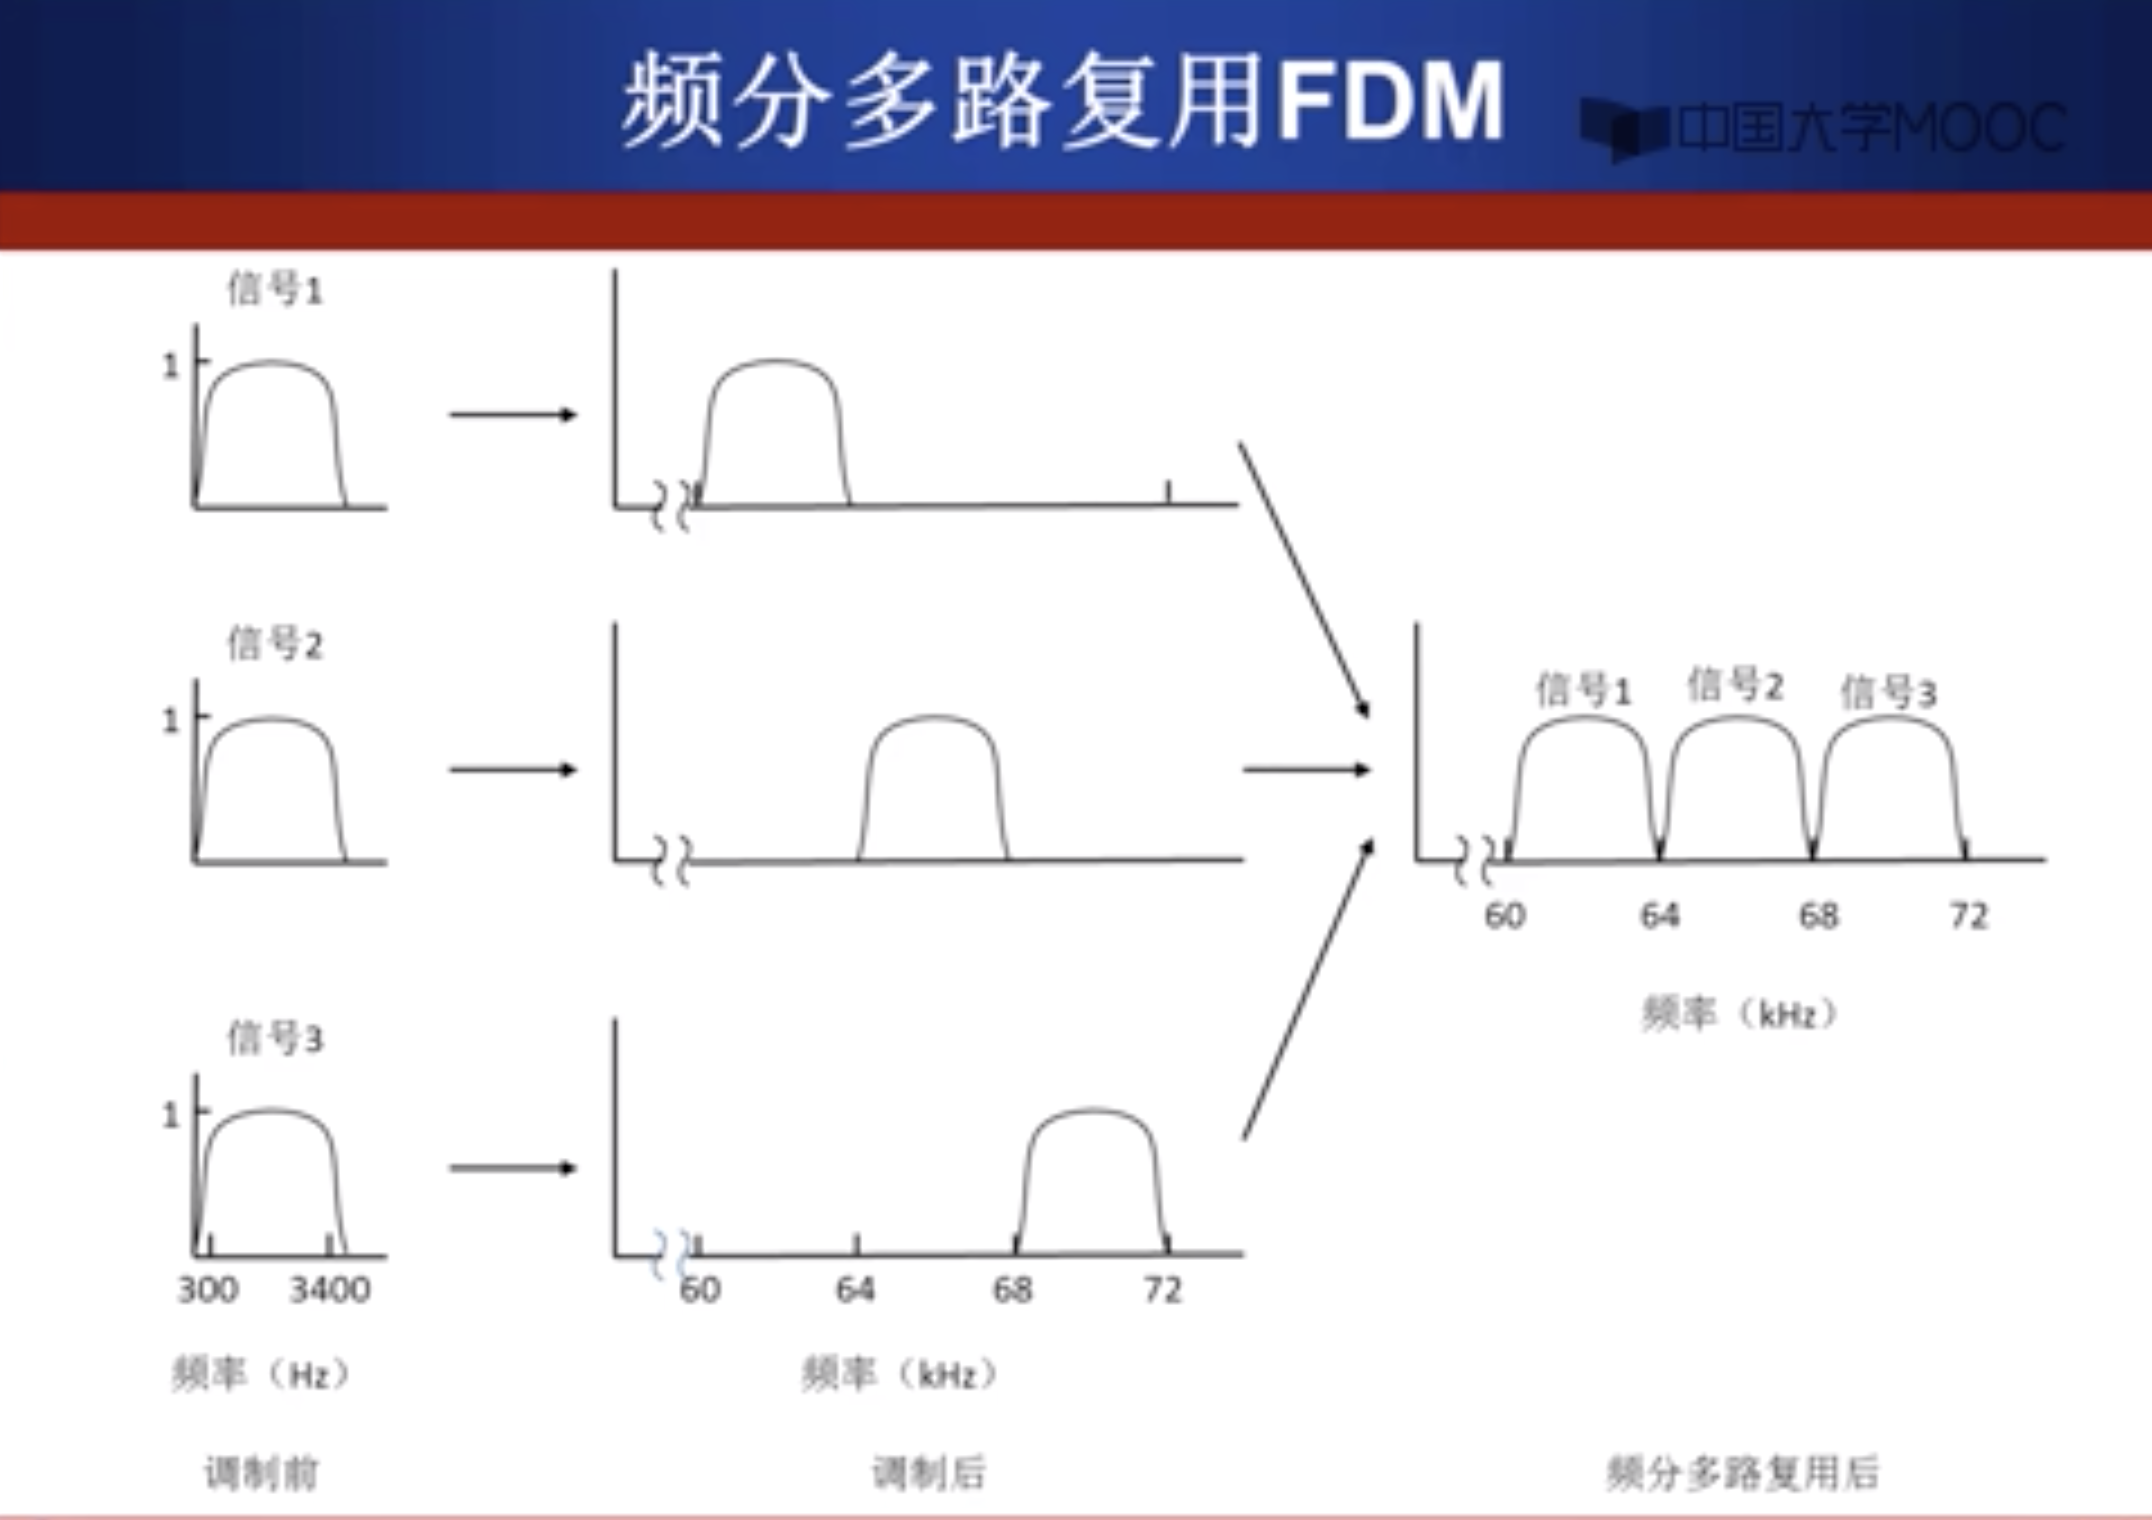 频分多路复用FDM
中国大学MOOC
信号1
1
信号2
1
信号1 信号2 信号3
60 64 68 72
频率（kHz）
信号3
1
300 3400
60 64 68 72
频率（Hz）
频率（kHz）
调制前
调制后
频分多路复用后